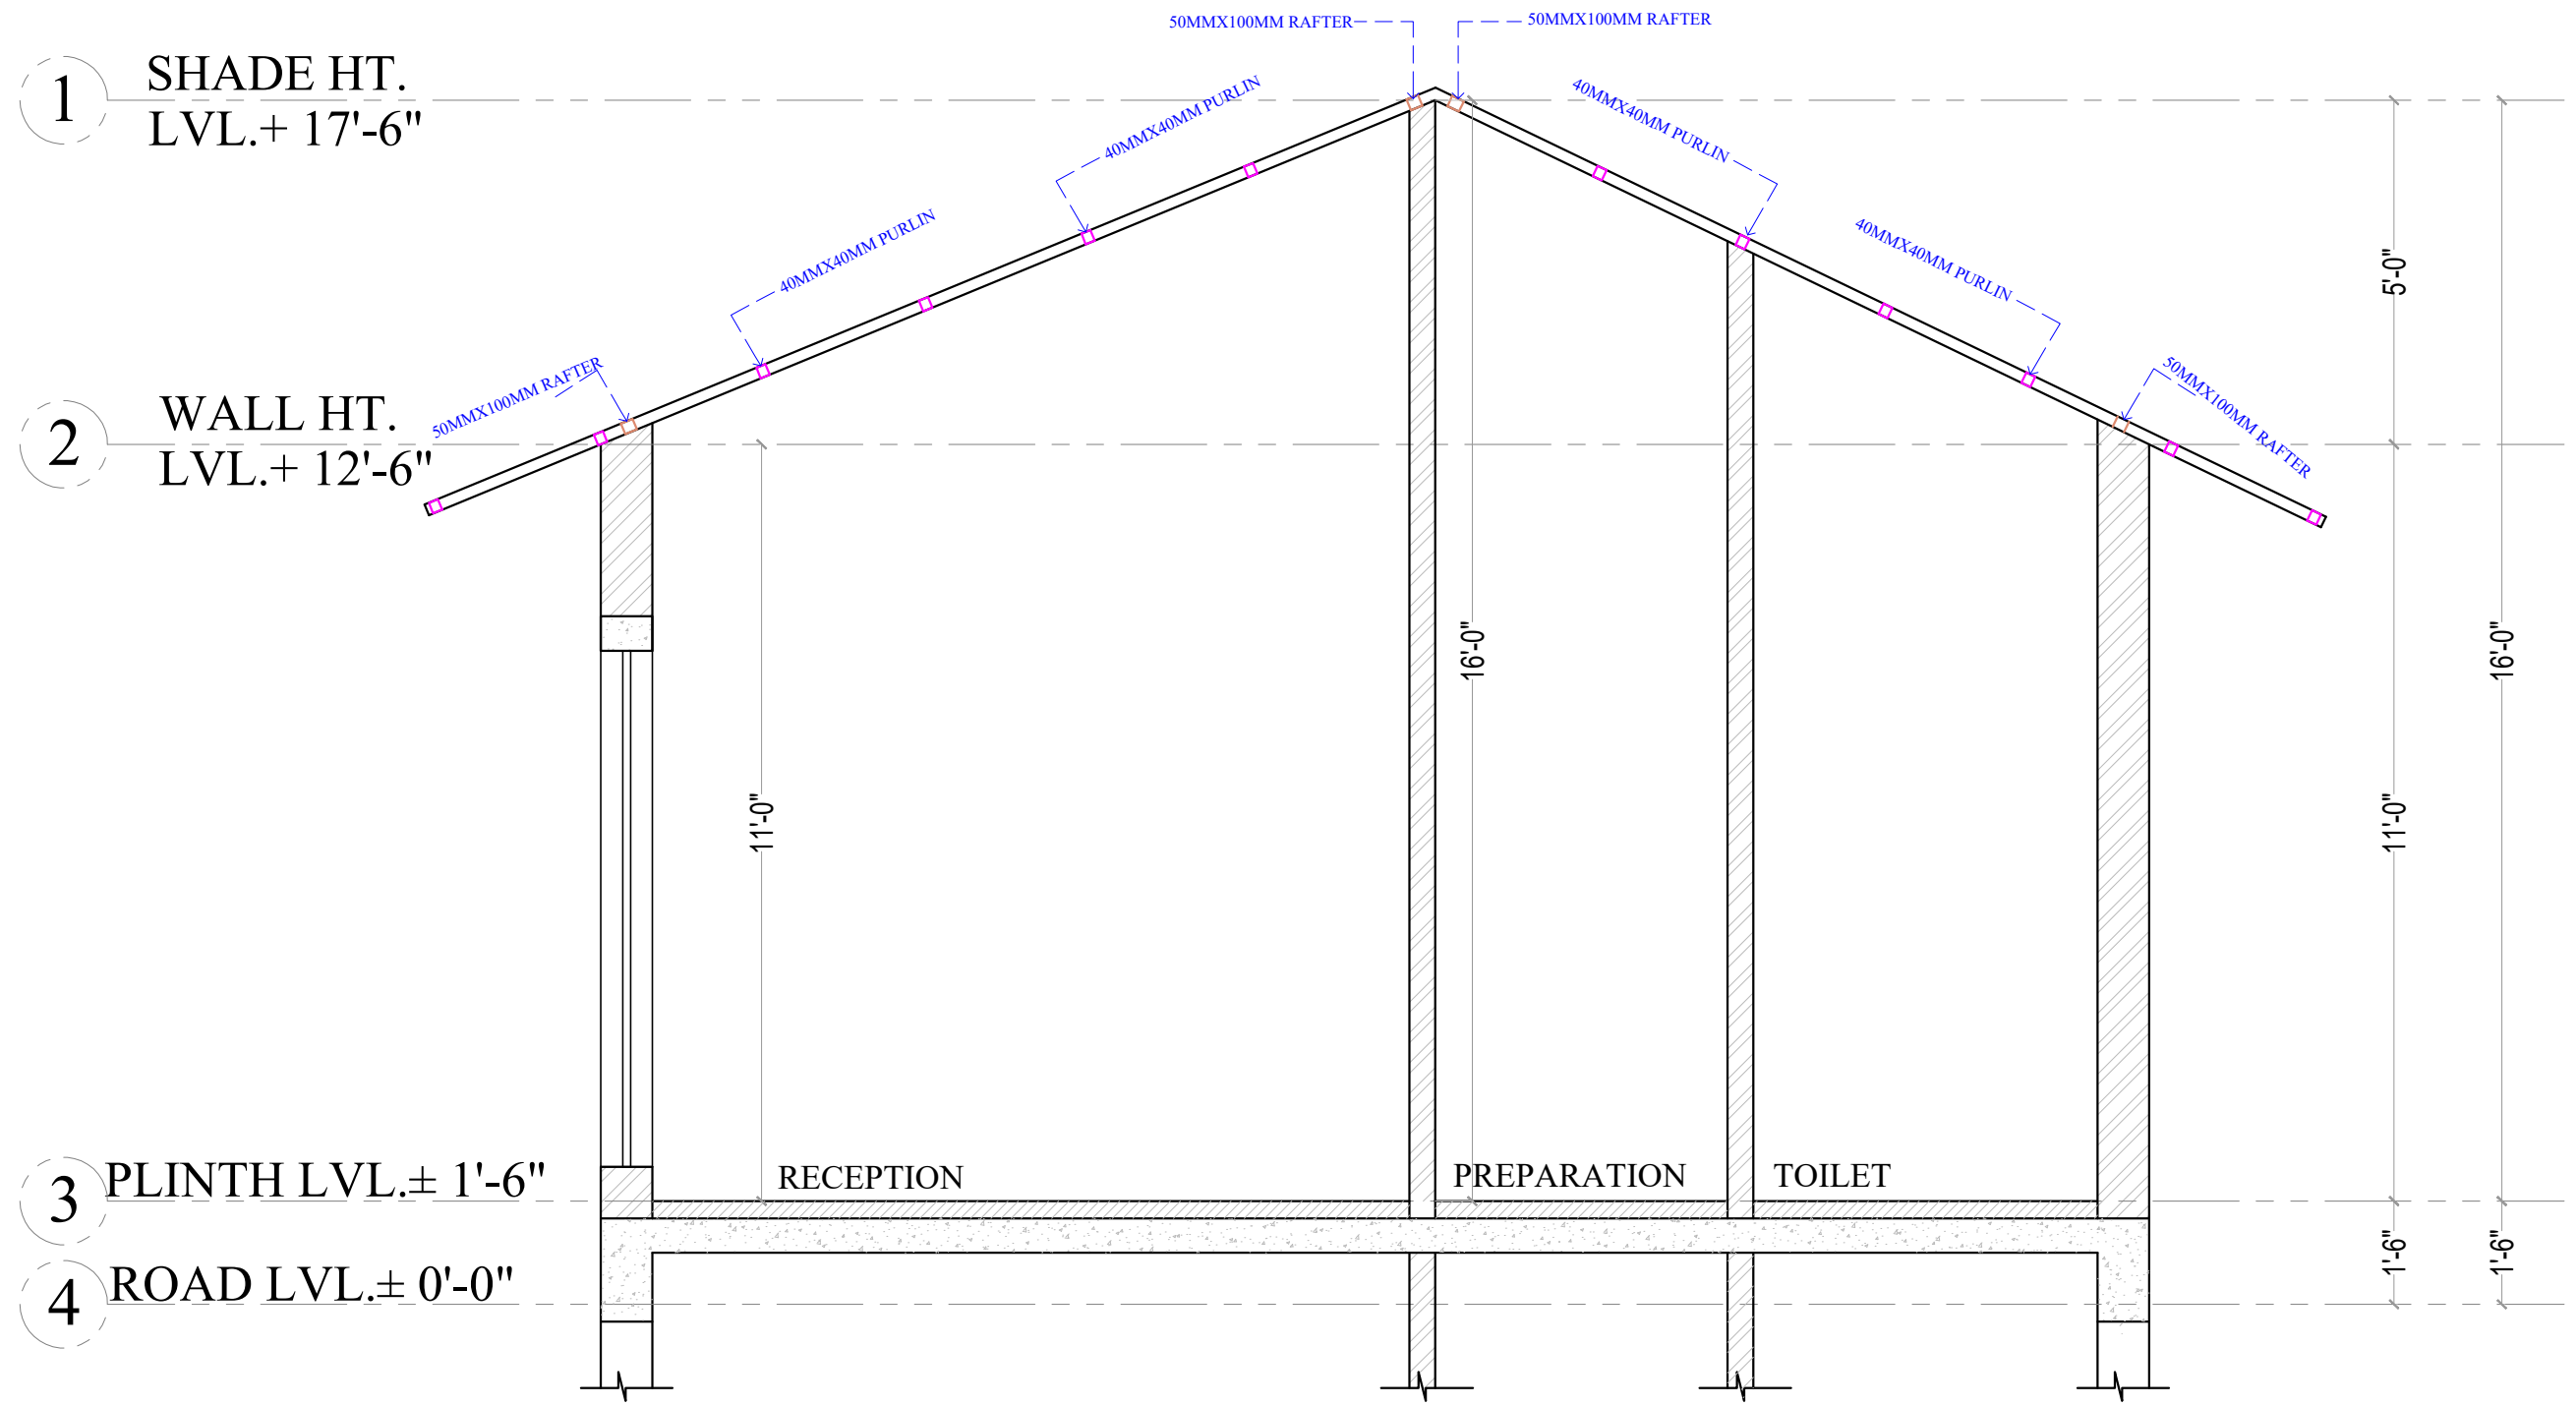 50MMX100MM RAFTER
50MMX100MM RAFTER
1
SHADE HT.
LVL.+ 17'-6"
40MMX40MM PURLIN
40MMX40MM PURLIN
40MMX40MM PURLIN
40MMX40MM PURLIN
5'-0"
50MMX100MM RAFTER
50MMX100MM RAFTER
2
WALL HT.
LVL.+ 12'-6"
16'-0"
16'-0"
11'-0"
11'-0"
3
PLINTH LVL.± 1'-6"
RECEPTION
PREPARATION
TOILET
4
ROAD LVL.± 0'-0"
1'-6"
1'-6"